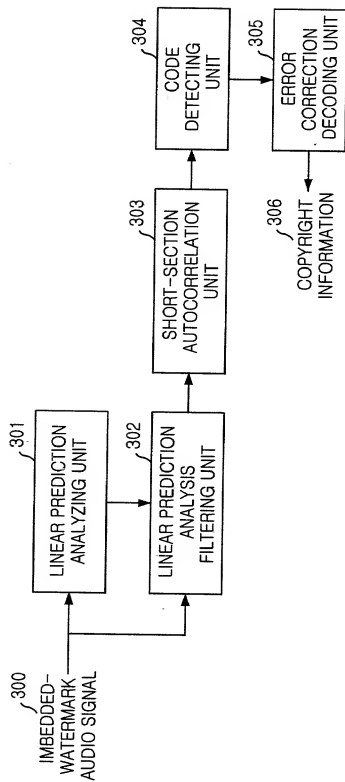 300
IMBEDDED-
WATERMARK
AUDIO SIGNAL
301
LINEAR PREDICTION
ANALYZING UNIT
302
LINEAR PREDICTION
ANALYSIS
FILTERING UNIT
303
SHORT-SECTION
AUTOCORRELATION
UNIT
304
CODE
DETECTING
UNIT
305
ERROR
CORRECTION
DECODING UNIT
306
COPYRIGHT
INFORMATION